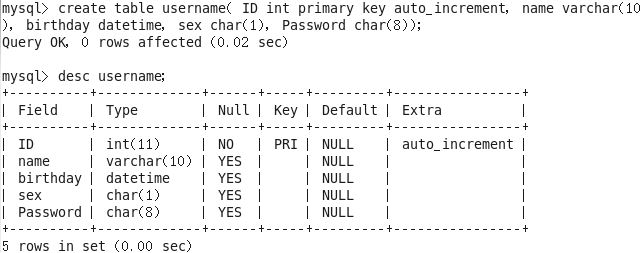 mysql> create table username( ID int primary key auto_increment, name varchar(10
), birthday datetime, sex char(1), Password char(8));
Query OK, 0 rows affected (0.02 sec)
mysql> desc username;
+----------+-------------+------+-----+---------+----------------+
| Field    | Type        | Null | Key | Default | Extra          |
+----------+-------------+------+-----+---------+----------------+
| ID       | int(11)     | NO   | PRI | NULL    | auto_increment |
| name     | varchar(10) | YES  |     | NULL    |                |
| birthday | datetime    | YES  |     | NULL    |                |
| sex      | char(1)     | YES  |     | NULL    |                |
| Password | char(8)     | YES  |     | NULL    |                |
+----------+-------------+------+-----+---------+----------------+
5 rows in set (0.00 sec)